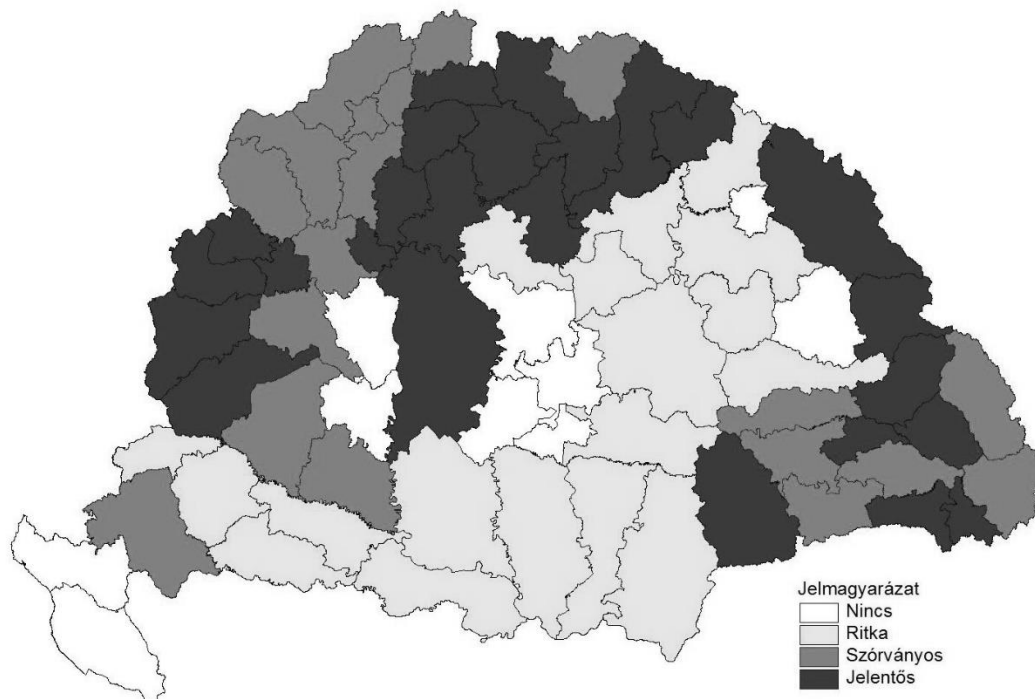 Jelmagyarázat
Nincs
Ritka
Szórványos
Jelentős